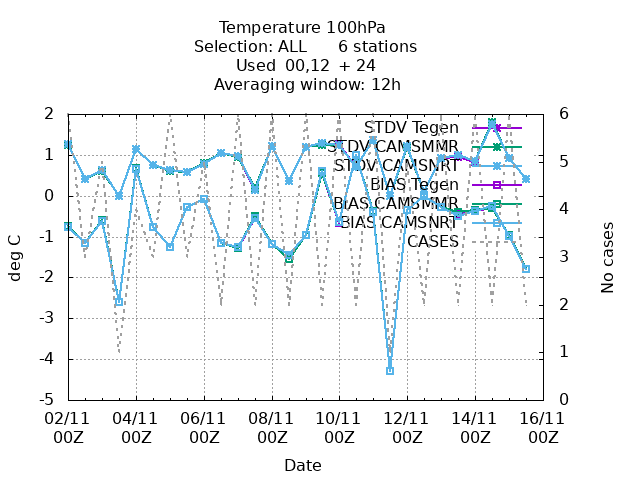 Temperature 100hPa
Selection: ALL      6 stations
Used  00,12  + 24
Averaging window: 12h
2
1
0
-1
-2
-3
-4
-5
deg C
6
5
4
3
2
1
0
No cases
STDV Tegen
STDV CAMSMMR
STDV CAMSNRT
BIAS Tegen
BIAS CAMSMMR
BIAS CAMSNRT
CASES
02/11 04/11 06/11 08/11 10/11 12/11 14/11 16/11
00Z 00Z 00Z 00Z 00Z 00Z 00Z 00Z
Date